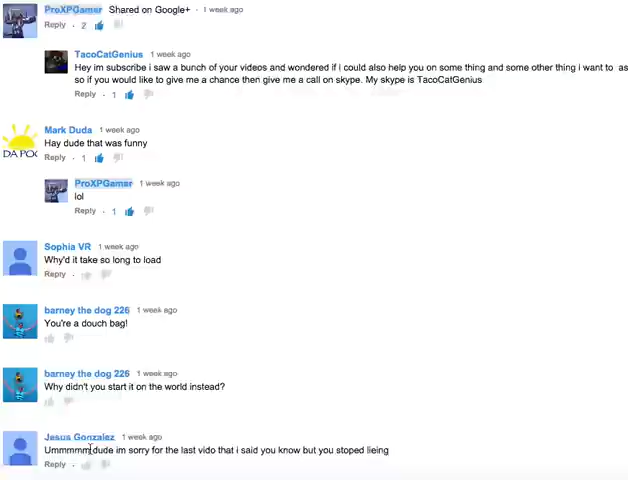 ProXPGamer Shared on Google+ · 1 week ago
Reply · 2
TacoCatGenius 1 week ago
Hey im subscribe i saw a bunch of your videos and wondered if i could also help you on some thing and some other thing i want to as
so if you would like to give me a chance then give me a call on skype. My skype is TacoCatGenius
Reply · 1
Mark Duda 1 week ago
Hay dude that was funny
DA POC
Reply · 1
ProXPGamer 1 week ago
lol
Reply · 1
Sophia VR 1 week ago
Why'd it take so long to load
Reply ·
barney the dog 226 1 week ago
You're a douch bag!
barney the dog 226 1 week ago
Why didn't you start it on the world instead?
Jesus Gonzalez 1 week ago
Ummmmmm dude im sorry for the last vido that i said you know but you stoped lieing
Reply ·